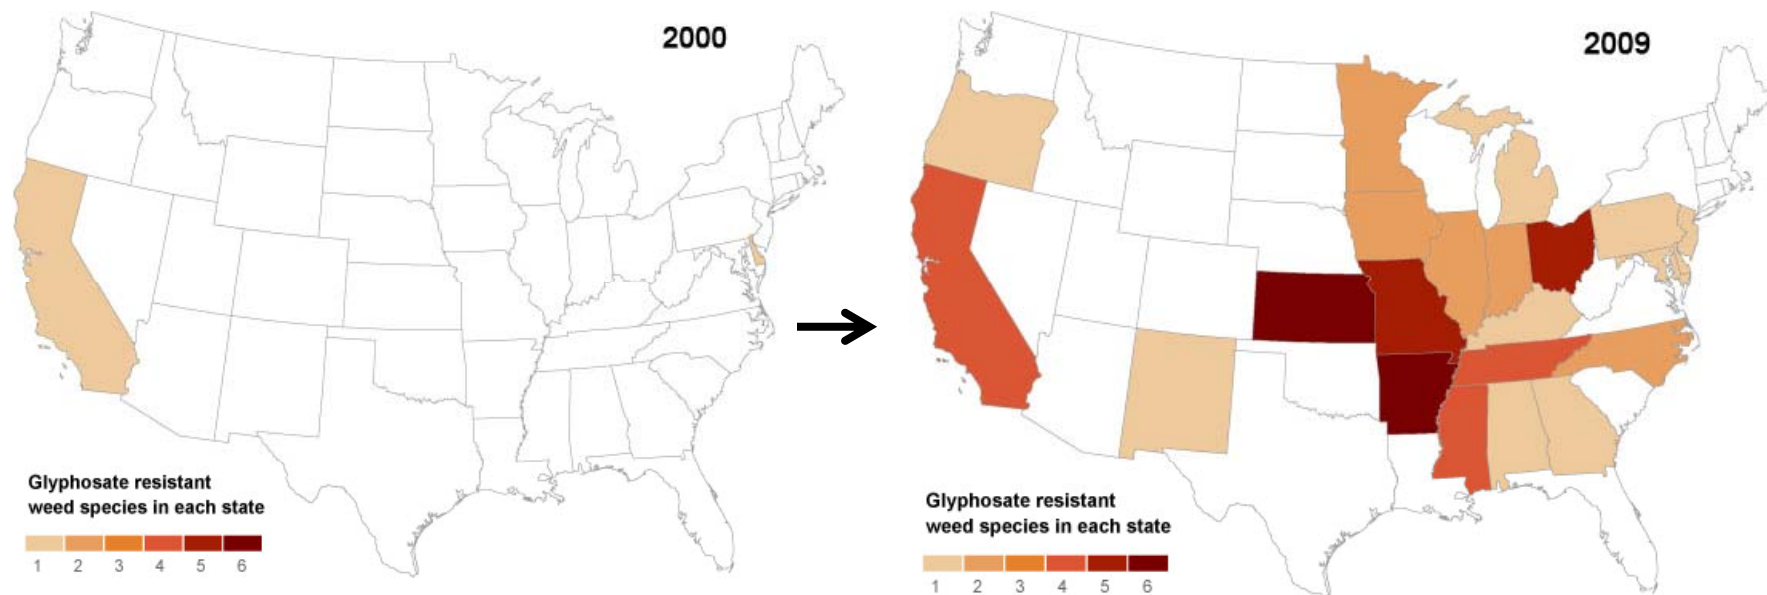 2000
Glyphosate resistant
weed species in each state
1 2 3 4 5 6
2009
Glyphosate resistant
weed species in each state
1 2 3 4 5 6